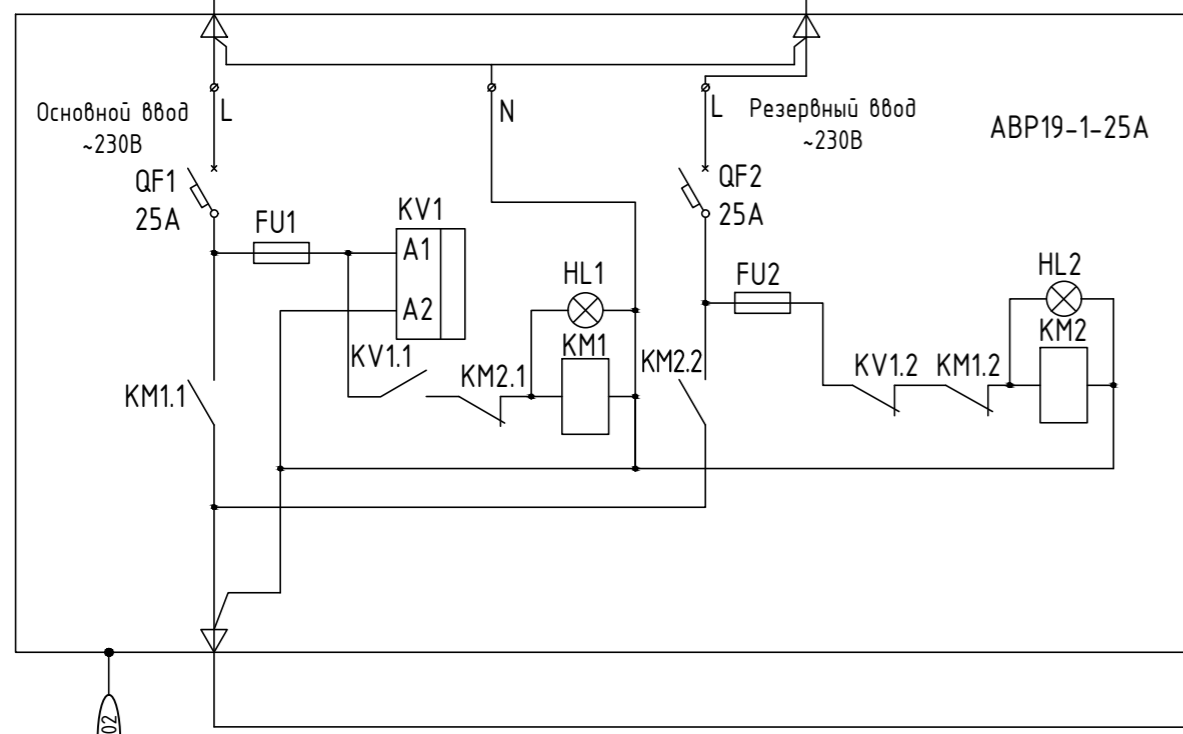 Основной ввод
~230В
L
N
L
Резервный ввод
~230В
АВР19-1-25А
QF1
25А
QF2
25А
FU1
KV1
A1
A2
HL1
KM1
FU2
HL2
KM2
KV1.1
KM2.1
KM2.2
KV1.2
KM1.2
KM1.1
02